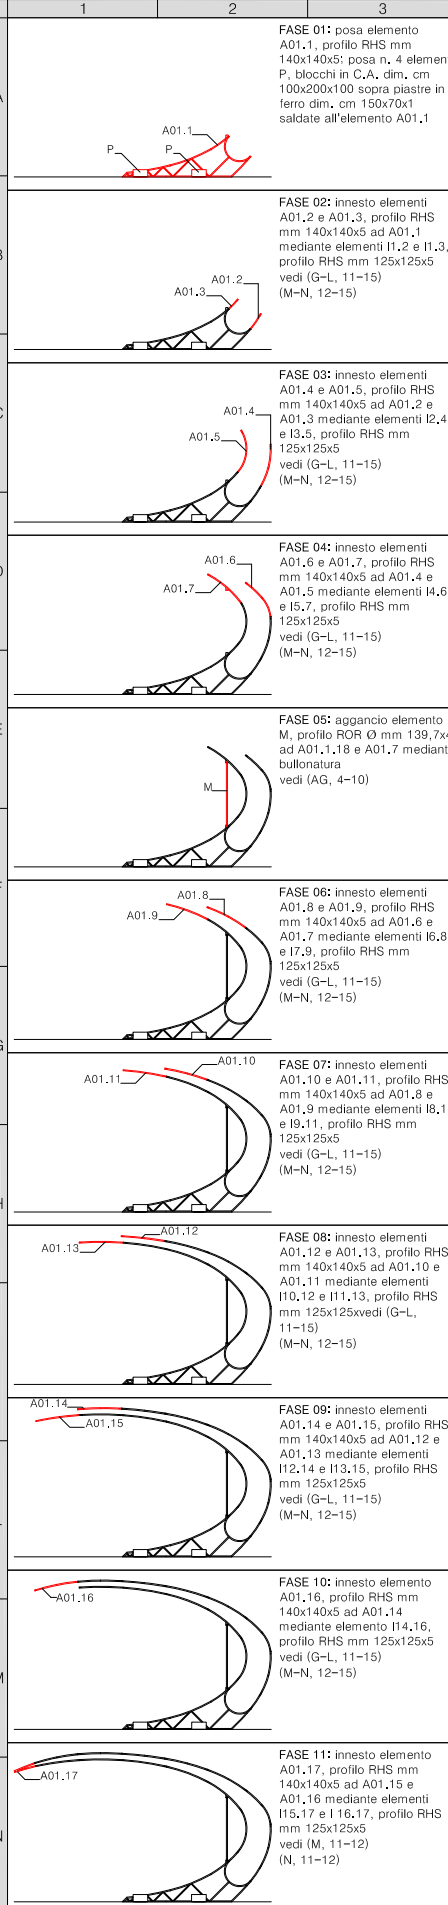 1
2
3
FASE 01: posa elemento
A01.1, profilo RHS mm
140x140x5; posa n. 4 element
P, blocchi in C.A. dim. cm
100x200x100 sopra piastre in
ferro dim. cm 150x70x1
saldate all'elemento A01.1
A01.1
P
P
FASE 02: innesto elementi
A01.2 e A01.3, profilo RHS
mm 140x140x5 ad A01.1
mediante elementi I1.2 e I1.3,
profilo RHS mm 125x125x5
vedi (G-L, 11-15)
(M-N, 12-15)
A01.2
A01.3
FASE 03: innesto elementi
A01.4 e A01.5, profilo RHS
mm 140x140x5 ad A01.2 e
A01.3 mediante elementi I2.4
e I3.5, profilo RHS mm
125x125x5
vedi (G-L, 11-15)
(M-N, 12-15)
A01.4
A01.5
FASE 04: innesto elementi
A01.6 e A01.7, profilo RHS
mm 140x140x5 ad A01.4 e
A01.5 mediante elementi I4.6
e I5.7, profilo RHS mm
125x125x5
vedi (G-L, 11-15)
(M-N, 12-15)
A01.6
A01.7
E
FASE 05: aggancio elemento
M, profilo ROR Ø mm 139,7x4
ad A01.1.18 e A01.7 mediant
bullonatura
vedi (AG, 4-10)
M
FASE 06: innesto elementi
A01.8 e A01.9, profilo RHS
mm 140x140x5 ad A01.6 e
A01.7 mediante elementi I6.8
e I7.9, profilo RHS mm
125x125x5
vedi (G-L, 11-15)
(M-N, 12-15)
A01.8
A01.9
G
FASE 07: innesto elementi
A01.10 e A01.11, profilo RHS
mm 140x140x5 ad A01.8 e
A01.9 mediante elementi I8.1
e I9.11, profilo RHS mm
125x125x5
vedi (G-L, 11-15)
(M-N, 12-15)
A01.10
A01.11
H
FASE 08: innesto elementi
A01.12 e A01.13, profilo RHS
mm 140x140x5 ad A01.10 e
A01.11 mediante elementi
I10.12 e I11.13, profilo RHS
mm 125x125xvedi (G-L,
11-15)
(M-N, 12-15)
A01.12
A01.13
FASE 09: innesto elementi
A01.14 e A01.15, profilo RHS
mm 140x140x5 ad A01.12 e
A01.13 mediante elementi
I12.14 e I13.15, profilo RHS
mm 125x125x5
vedi (G-L, 11-15)
(M-N, 12-15)
A01.14
A01.15
FASE 10: innesto elemento
A01.16, profilo RHS mm
140x140x5 ad A01.14
mediante elemento I14.16,
profilo RHS mm 125x125x5
vedi (G-L, 11-15)
(M-N, 12-15)
A01.16
M
FASE 11: innesto elemento
A01.17, profilo RHS mm
140x140x5 ad A01.15 e
A01.16 mediante elementi
I15.17 e I 16.17, profilo RHS
mm 125x125x5
vedi (M, 11-12)
(N, 11-12)
A01.17
N